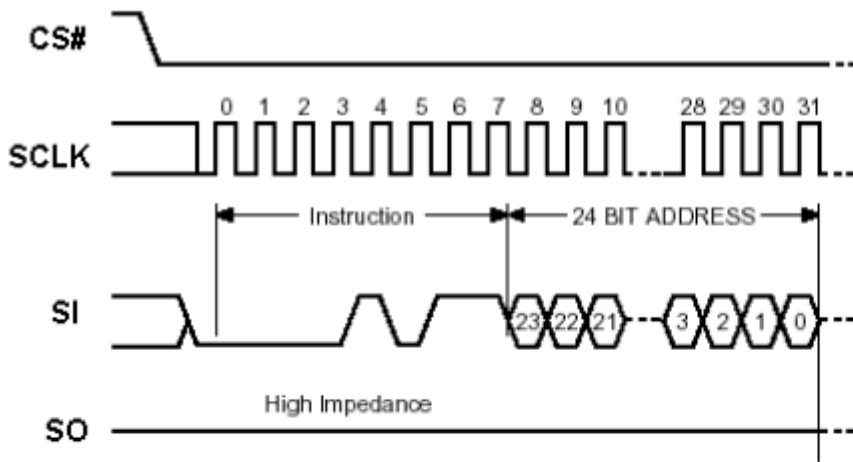 CS#
0 1 2 3 4 5 6 7 8 9 10 28 29 30 31
SCLK
Instruction 24 BIT ADDRESS
SI
23 22 21 3 2 1 0
High Impedance
SO